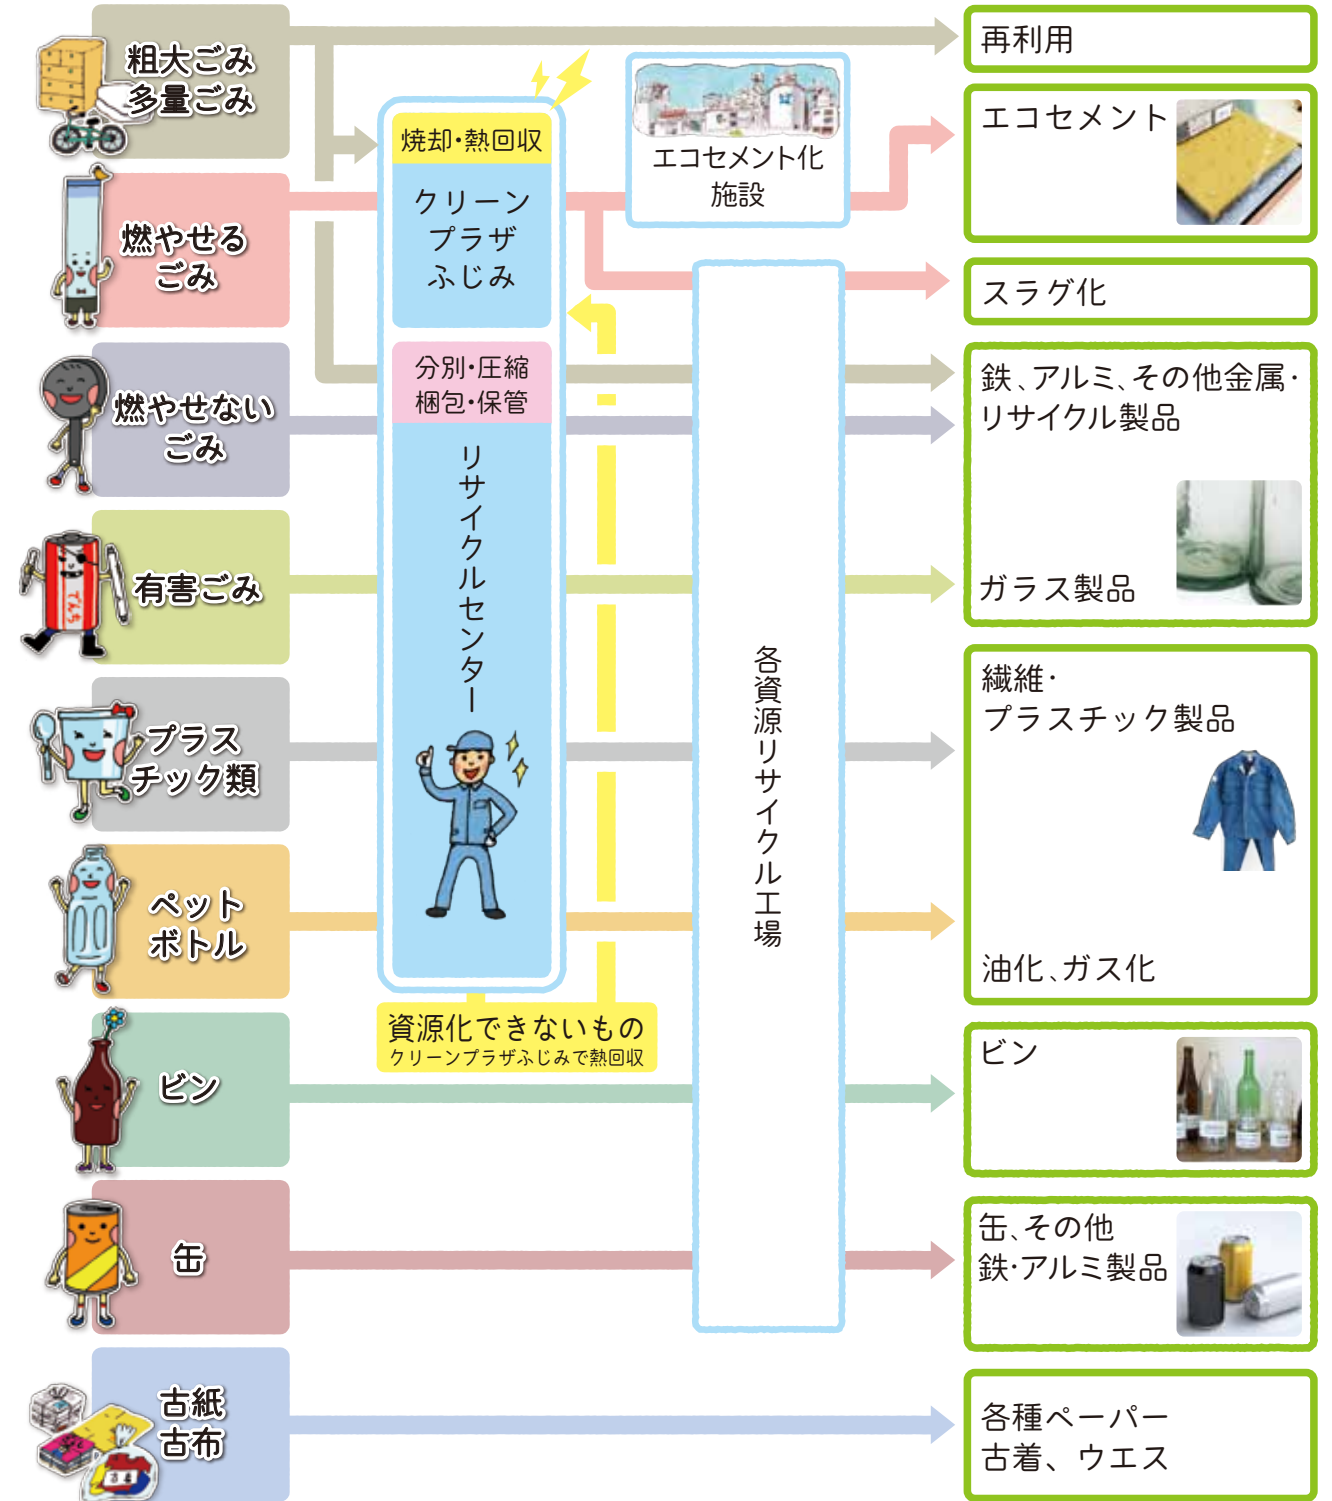 粗大ごみ
多量ごみ
燃やせる
ごみ
燃やせない
ごみ
有害ごみ
でんち
プラス
チック類
ペット
ボトル
ビン
缶
古紙
古布
焼却・熱回収
クリーン
プラザ
ふじみ
分別・圧縮
梱包・保管
リサイクルセンター
資源化できないもの
クリーンプラザふじみで熱回収
エコセメント化
施設
各資源リサイクル工場
再利用
エコセメント
スラグ化
鉄、アルミ、その他金属・
リサイクル製品
ガラス製品
繊維・
プラスチック製品
油化、ガス化
ビン
缶、その他
鉄・アルミ製品
各種ペーパー
古着、ウエス